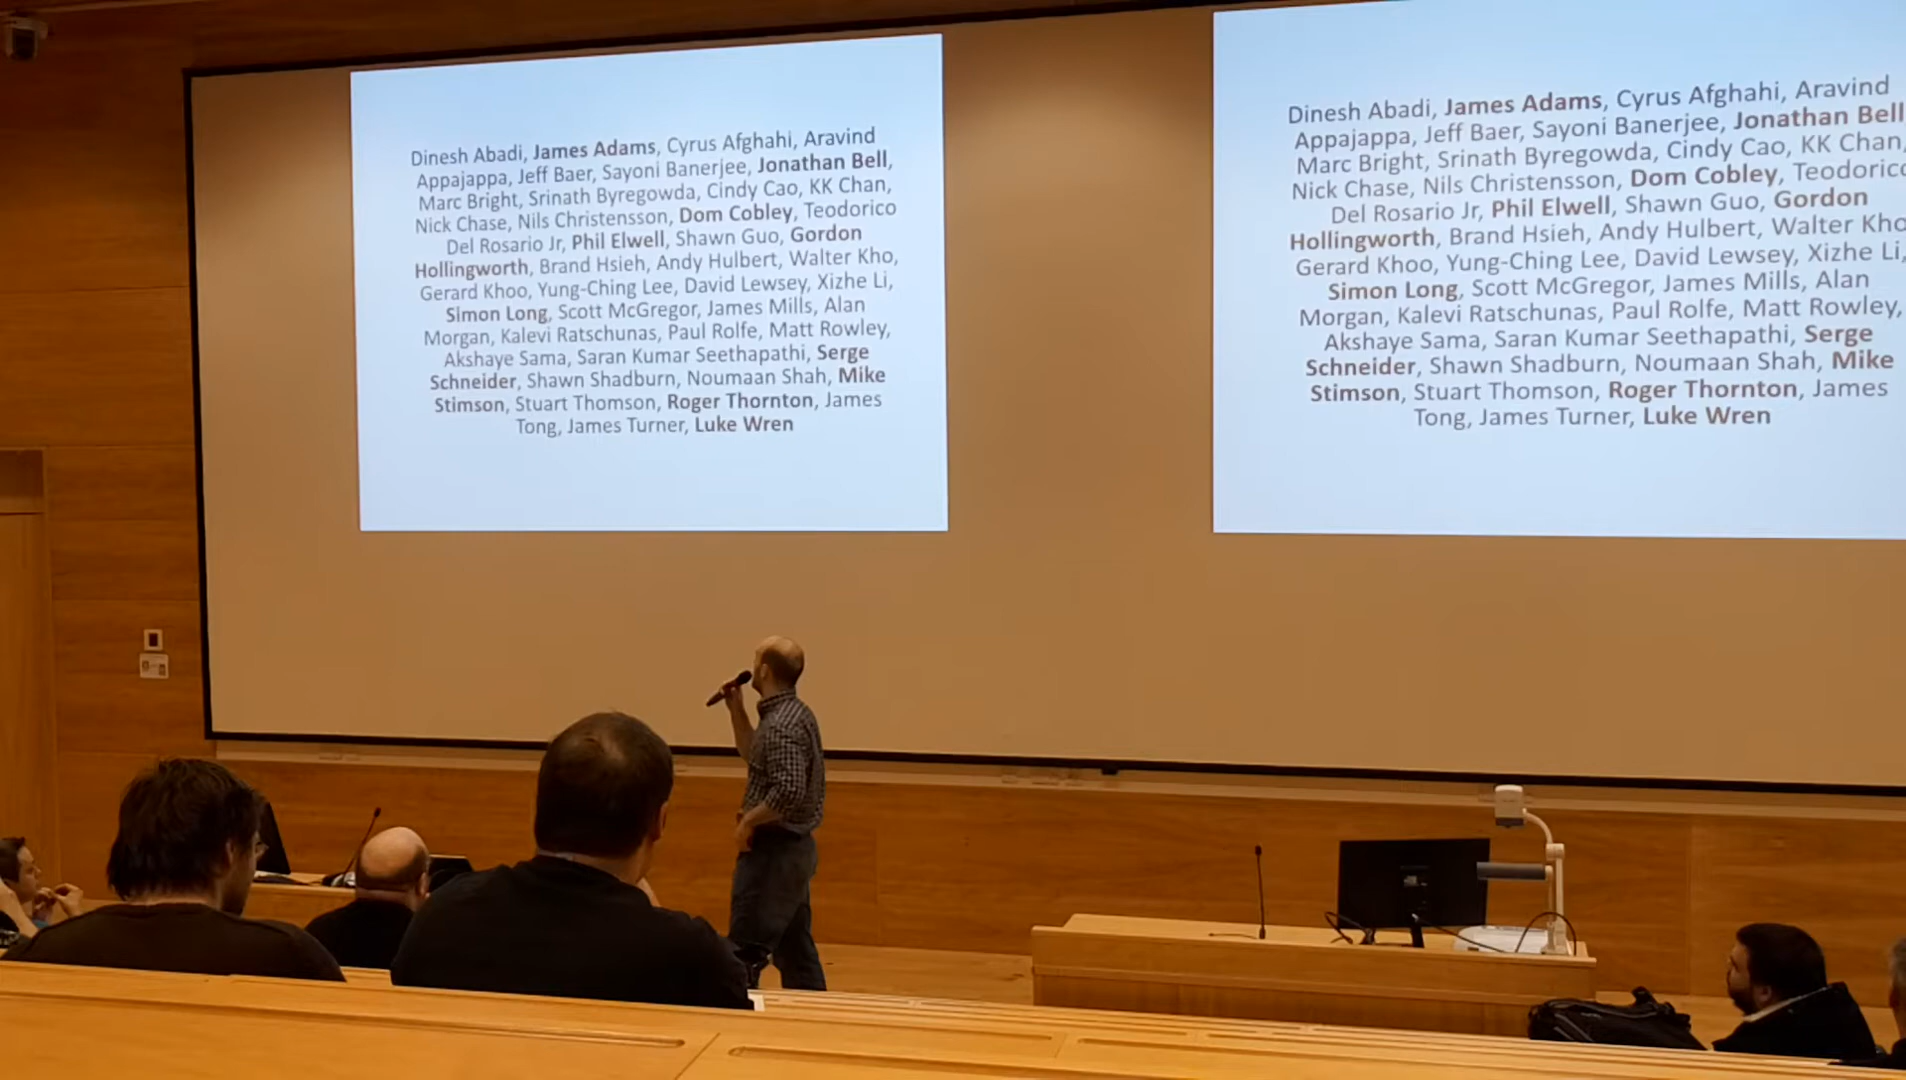 Dinesh Abadi, James Adams, Cyrus Afghahi, Aravind
Appajappa, Jeff Baer, Sayoni Banerjee, Jonathan Bell,
Marc Bright, Srinath Byregowda, Cindy Cao, KK Chan,
Nick Chase, Nils Christensson, Dom Cobley, Teodorico
Del Rosario Jr, Phil Elwell, Shawn Guo, Gordon
Hollingworth, Brand Hsieh, Andy Hulbert, Walter Kho,
Gerard Khoo, Yung-Ching Lee, David Lewsey, Xizhe Li,
Simon Long, Scott McGregor, James Mills, Alan
Morgan, Kalevi Ratschunas, Paul Rolfe, Matt Rowley,
Akshaye Sama, Saran Kumar Seethapathi, Serge
Schneider, Shawn Shadburn, Noumaan Shah, Mike
Stimson, Stuart Thomson, Roger Thornton, James
Tong, James Turner, Luke Wren
Dinesh Abadi, James Adams, Cyrus Afghahi, Aravind
Appajappa, Jeff Baer, Sayoni Banerjee, Jonathan Bell
Marc Bright, Srinath Byregowda, Cindy Cao, KK Chan,
Nick Chase, Nils Christensson, Dom Cobley, Teodorico
Del Rosario Jr, Phil Elwell, Shawn Guo, Gordon
Hollingworth, Brand Hsieh, Andy Hulbert, Walter Kho
Gerard Khoo, Yung-Ching Lee, David Lewsey, Xizhe Li,
Simon Long, Scott McGregor, James Mills, Alan
Morgan, Kalevi Ratschunas, Paul Rolfe, Matt Rowley,
Akshaye Sama, Saran Kumar Seethapathi, Serge
Schneider, Shawn Shadburn, Noumaan Shah, Mike
Stimson, Stuart Thomson, Roger Thornton, James
Tong, James Turner, Luke Wren